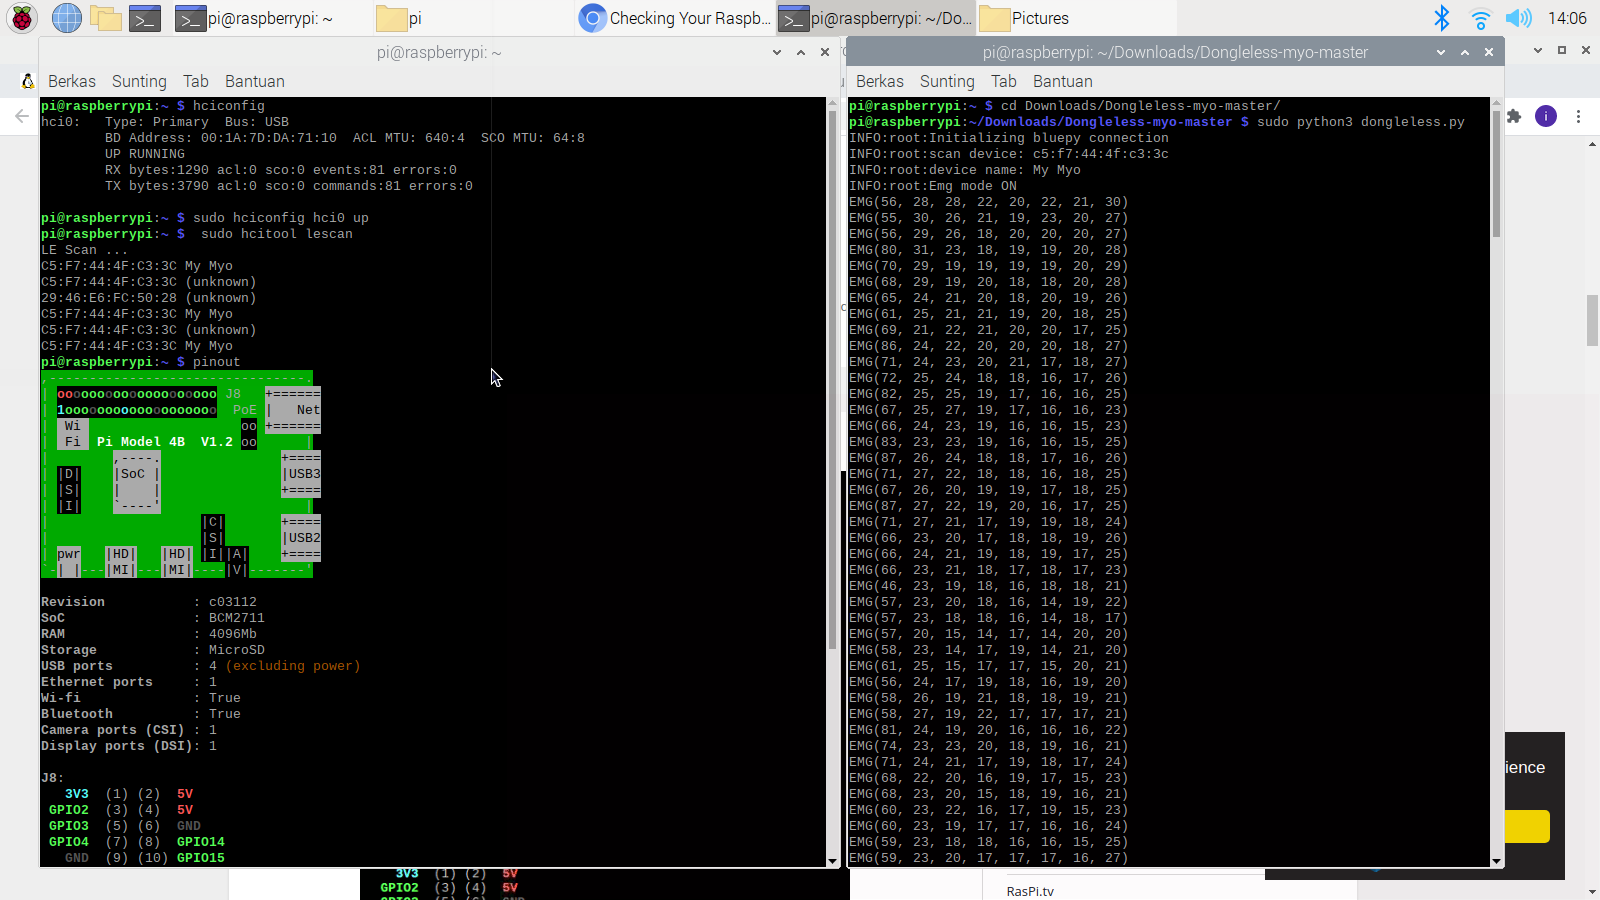 pi@raspberrypi: ~
pi
Checking Your Raspb...
pi@raspberrypi: ~/Do...
Pictures
14:06
pi@raspberrypi: ~
Berkas Sunting Tab Bantuan
pi@raspberrypi:~ $ hciconfig
hci0:   Type: Primary  Bus: USB
        BD Address: 00:1A:7D:DA:71:10  ACL MTU: 640:4  SCO MTU: 64:8
        UP RUNNING
        RX bytes:1290 acl:0 sco:0 events:81 errors:0
        TX bytes:3790 acl:0 sco:0 commands:81 errors:0
pi@raspberrypi:~ $ sudo hciconfig hci0 up
pi@raspberrypi:~ $  sudo hcitool lescan
LE Scan ...
C5:F7:44:4F:C3:3C My Myo
C5:F7:44:4F:C3:3C (unknown)
29:46:E6:FC:50:28 (unknown)
C5:F7:44:4F:C3:3C My Myo
C5:F7:44:4F:C3:3C (unknown)
C5:F7:44:4F:C3:3C My Myo
pi@raspberrypi:~ $ pinout
,--------------------------------.
| oooooooooooooooooooo J8   +======
| 1ooooooooooooooooooo  PoE |   Net
| Wi                   oo +======
| Fi  Pi Model 4B  V1.2 oo      |
|        ,----.               +====
| |D|    |SoC |               |USB3
| |S|    |    |               +====
| |I|    `----'                  |
|                   |C|       +====
|                   |S|       |USB2
| pwr   |HD|   |HD| |I||A|    +====
`-| |---|MI|---|MI|----|V|-------'
Revision           : c03112
SoC                : BCM2711
RAM                : 4096Mb
Storage            : MicroSD
USB ports          : 4 (excluding power)
Ethernet ports     : 1
Wi-fi              : True
Bluetooth          : True
Camera ports (CSI) : 1
Display ports (DSI): 1
J8:
   3V3  (1) (2)  5V
 GPIO2  (3) (4)  5V
 GPIO3  (5) (6)  GND
 GPIO4  (7) (8)  GPIO14
   GND  (9) (10) GPIO15
pi@raspberrypi: ~/Downloads/Dongleless-myo-master
Berkas Sunting Tab Bantuan
pi@raspberrypi:~ $ cd Downloads/Dongleless-myo-master/
pi@raspberrypi:~/Downloads/Dongleless-myo-master $ sudo python3 dongleless.py
INFO:root:Initializing bluepy connection
INFO:root:scan device: c5:f7:44:4f:c3:3c
INFO:root:device name: My Myo
INFO:root:Emg mode ON
EMG(56, 28, 28, 22, 20, 22, 21, 30)
EMG(55, 30, 26, 21, 19, 23, 20, 27)
EMG(56, 29, 26, 18, 20, 20, 20, 27)
EMG(80, 31, 23, 18, 19, 19, 20, 28)
EMG(70, 29, 19, 19, 19, 19, 20, 29)
EMG(68, 29, 19, 20, 18, 18, 20, 28)
EMG(65, 24, 21, 20, 18, 20, 19, 26)
EMG(61, 25, 21, 21, 19, 20, 18, 25)
EMG(69, 21, 22, 21, 20, 20, 17, 25)
EMG(86, 24, 22, 20, 20, 20, 18, 27)
EMG(71, 24, 23, 20, 21, 17, 18, 27)
EMG(72, 25, 24, 18, 18, 16, 17, 26)
EMG(82, 25, 25, 19, 17, 16, 16, 25)
EMG(67, 25, 27, 19, 17, 16, 16, 23)
EMG(66, 24, 23, 19, 16, 16, 15, 23)
EMG(83, 23, 23, 19, 16, 16, 15, 25)
EMG(87, 26, 24, 18, 18, 17, 16, 26)
EMG(71, 27, 22, 18, 18, 16, 18, 25)
EMG(67, 26, 20, 19, 19, 17, 18, 25)
EMG(87, 27, 22, 19, 20, 16, 17, 25)
EMG(71, 27, 21, 17, 19, 19, 18, 24)
EMG(66, 23, 20, 17, 18, 18, 19, 26)
EMG(66, 24, 21, 19, 18, 19, 17, 25)
EMG(66, 23, 21, 18, 17, 18, 17, 23)
EMG(46, 23, 19, 18, 16, 18, 18, 21)
EMG(57, 23, 20, 18, 16, 14, 19, 22)
EMG(57, 23, 18, 18, 16, 14, 18, 17)
EMG(57, 20, 15, 14, 17, 14, 20, 20)
EMG(58, 23, 14, 17, 19, 14, 21, 20)
EMG(61, 25, 15, 17, 17, 15, 20, 21)
EMG(56, 24, 17, 19, 18, 16, 19, 20)
EMG(58, 26, 19, 21, 18, 18, 19, 21)
EMG(58, 27, 19, 22, 17, 17, 17, 21)
EMG(81, 24, 19, 20, 16, 16, 16, 22)
EMG(74, 23, 23, 20, 18, 19, 16, 21)
EMG(71, 24, 21, 17, 19, 18, 17, 24)
EMG(68, 22, 20, 16, 19, 17, 15, 23)
EMG(68, 23, 20, 15, 18, 19, 16, 21)
EMG(60, 23, 22, 16, 17, 19, 15, 23)
EMG(60, 23, 19, 17, 17, 16, 16, 24)
EMG(59, 23, 18, 18, 16, 16, 15, 25)
EMG(59, 23, 20, 17, 17, 17, 16, 27)
i
ience
3V3  (1) (2)  5V
GPIO2  (3) (4)  5V
RasPi.tv